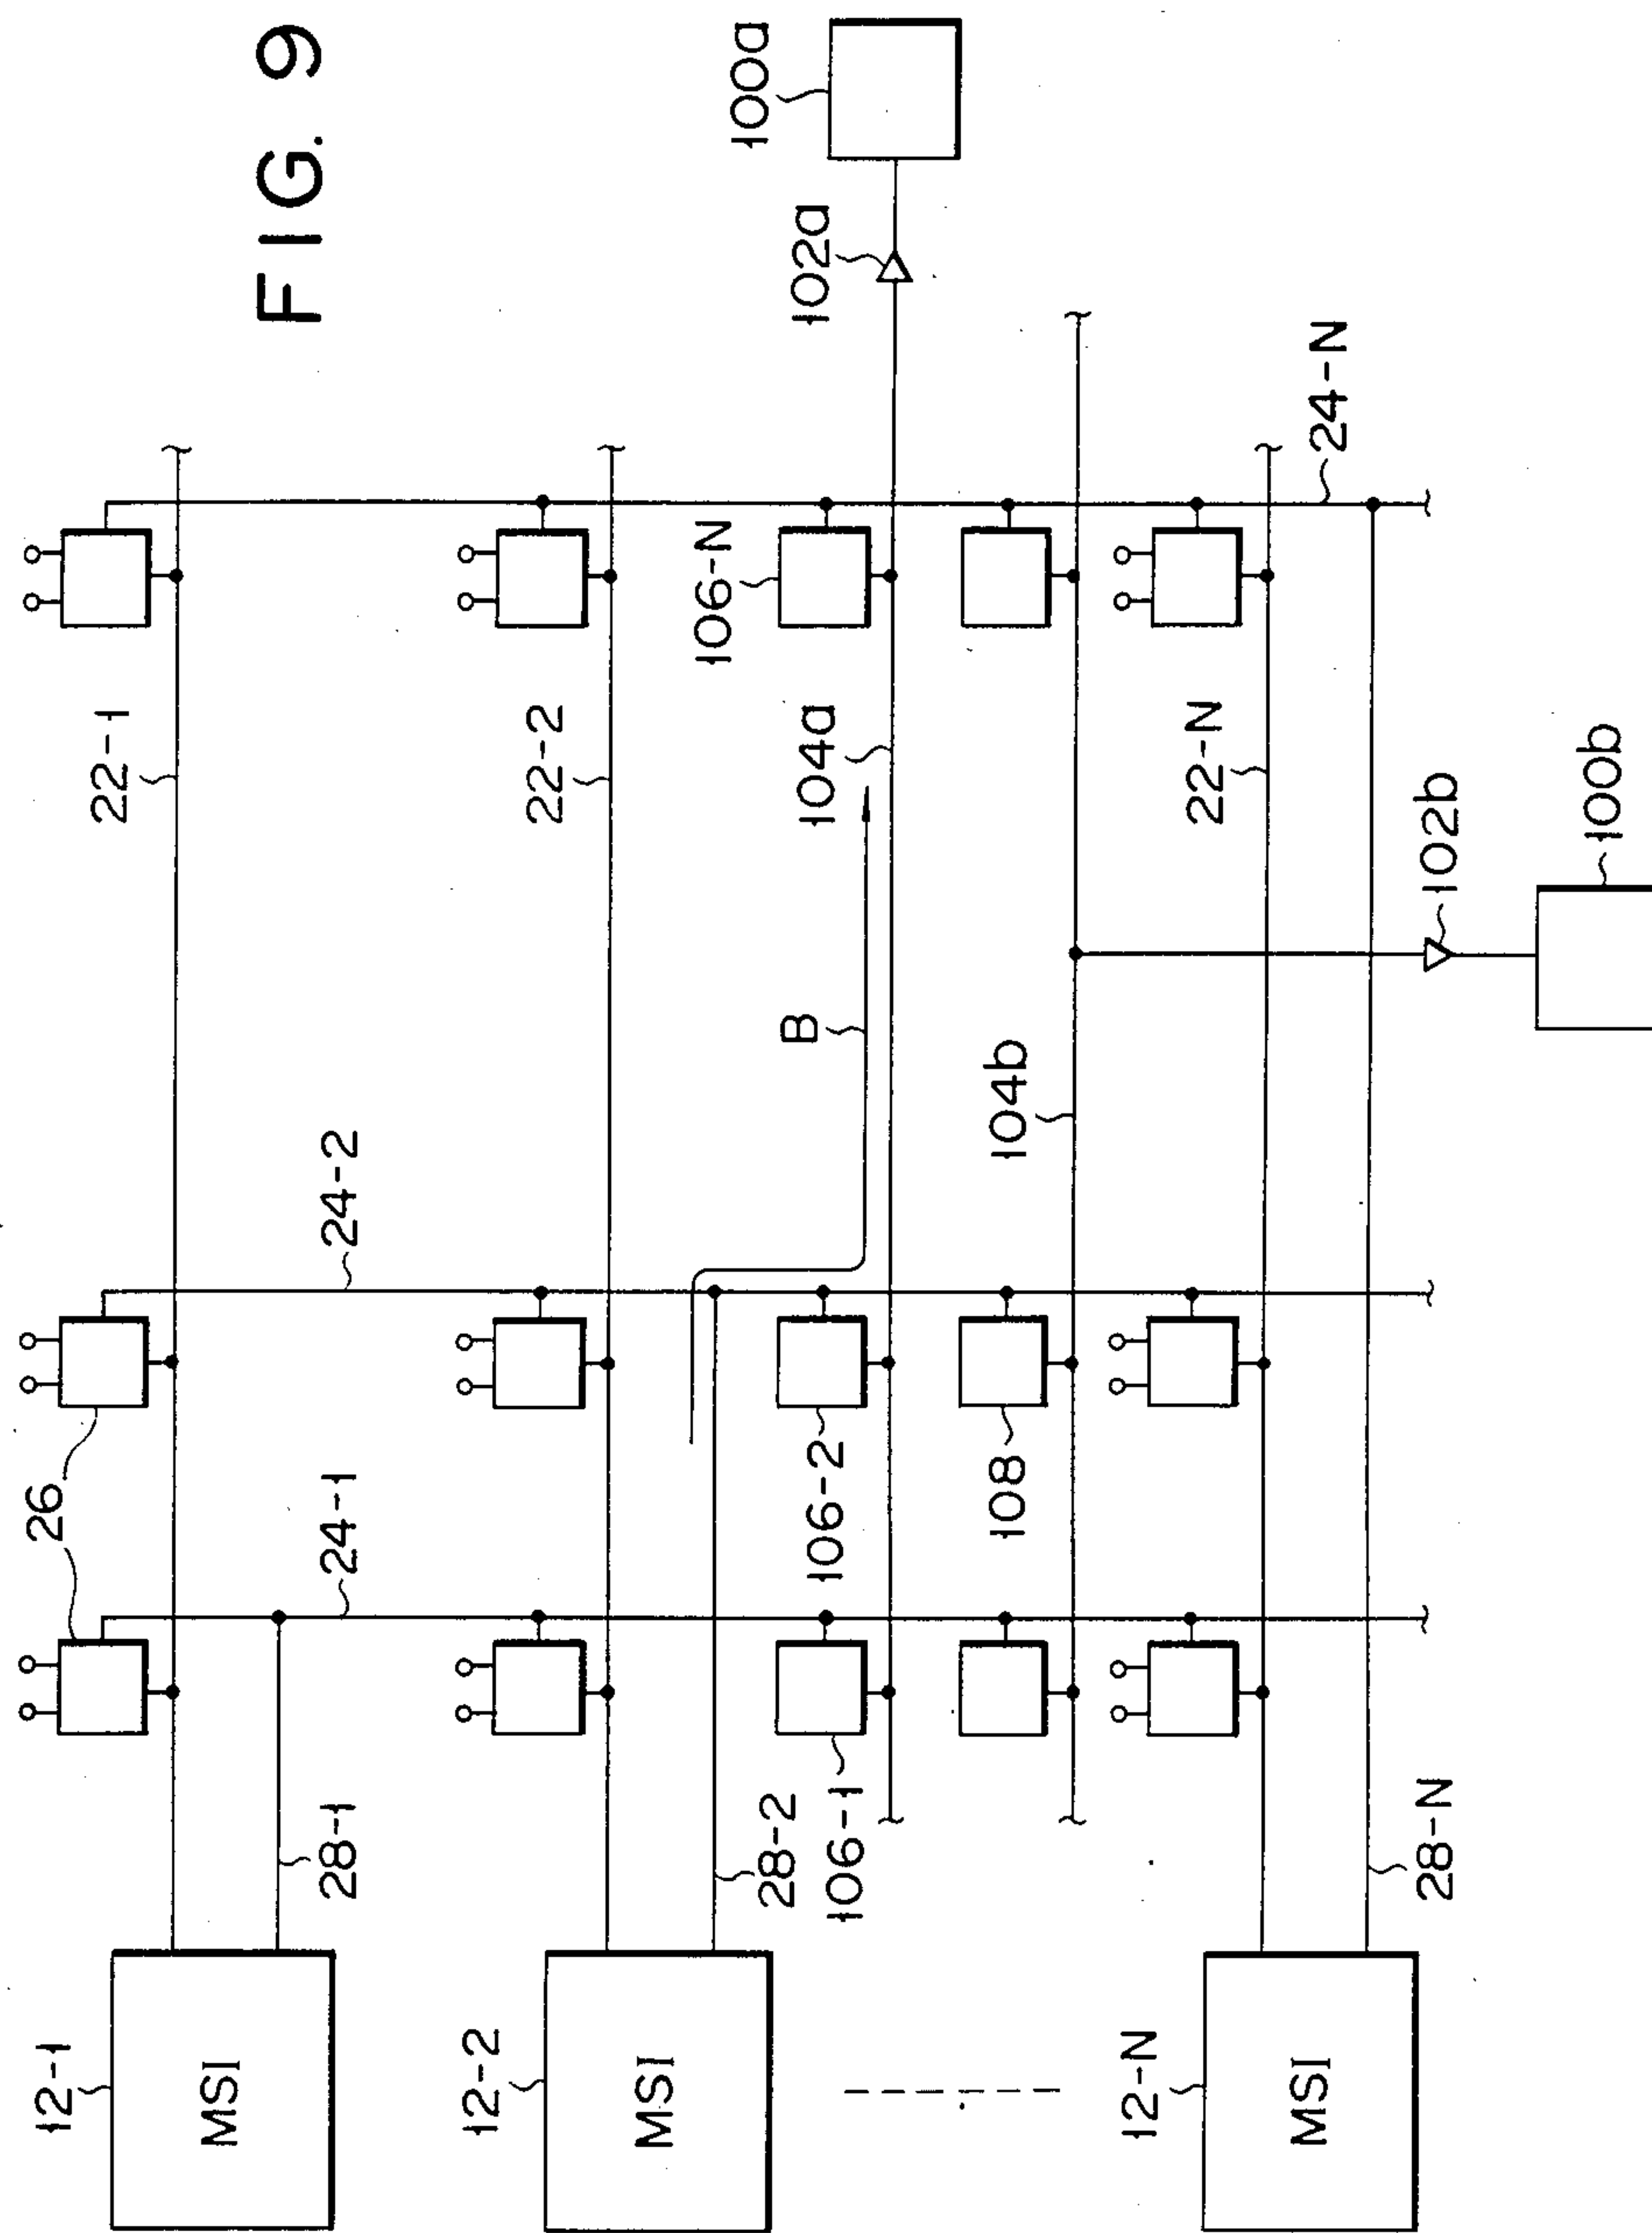 FIG. 9
12-1
MSI
28-1
26
24-1
24-2
22-1
12-2
MSI
28-2
22-2
106-1
106-2
B
104a
106-N
102a
100a
108
104b
12-N
MSI
28-N
22-N
24-N
102b
100b